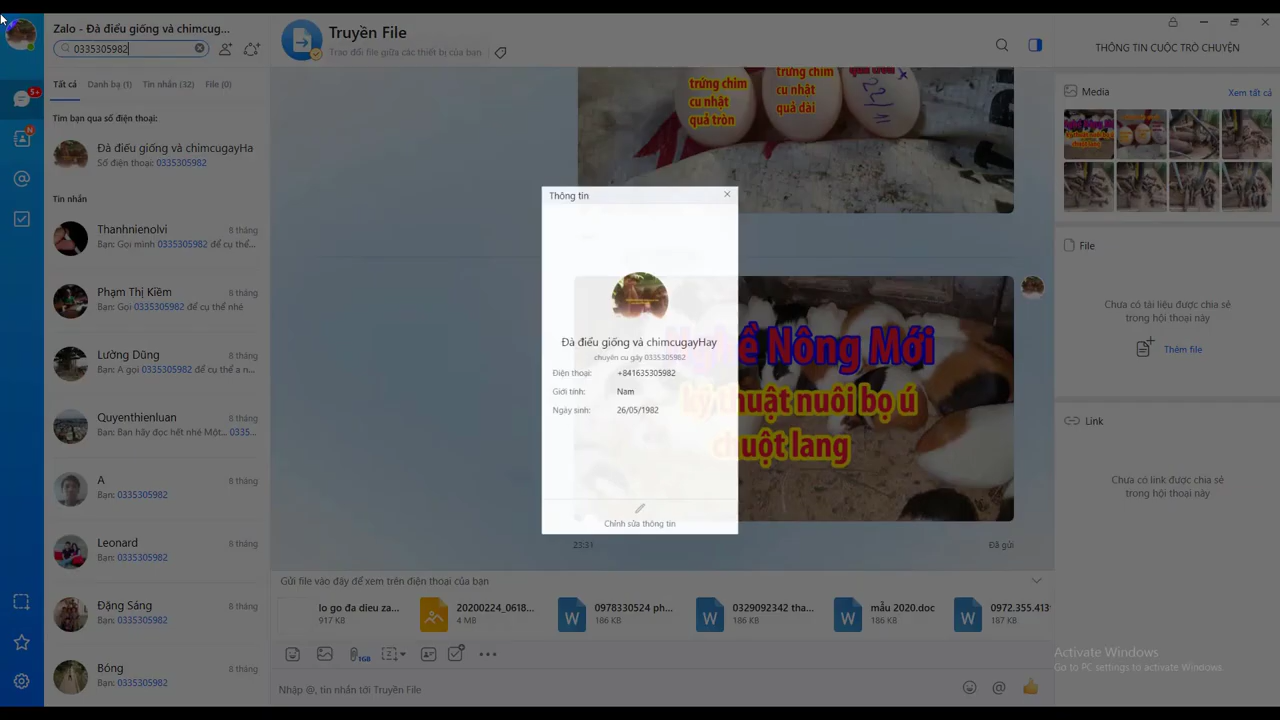 Zalo - Đà điểu giống và chimcug...
0335305982
Tất cả
Danh bạ (1)
Tin nhắn (32)
File (0)
Tìm bạn qua số điện thoại:
Đà điểu giống và chimcugayHa
Số điện thoại: 0335305982
Tin nhắn
Thanhnienolvi
8 tháng
Bạn: Gọi mình 0335305982 để cụ thể...
Phạm Thị Kiềm
8 tháng
Bạn: Gọi 0335305982 để cụ thể nhé
Lường Dũng
8 tháng
Bạn: A gọi 0335305982 để cụ thể a n...
Quyenthienluan
8 tháng
Bạn: Bạn hãy đọc hết nhé Một... 0335...
A
8 tháng
Bạn: 0335305982
Leonard
8 tháng
Bạn: 0335305982
Đặng Sáng
8 tháng
Bạn: 0335305982
Bóng
8 tháng
Bạn: 0335305982
5+
N
Truyền File
Trao đổi file giữa các thiết bị của bạn
trứng chim
cu nhật
quả tròn
trứng chim
cu nhật
quả dài
22/11
Thông tin
Đà điểu giống và chimcugayHay
chuyên cu gáy 0335305982
Điện thoại: +841635305982
Giới tính: Nam
Ngày sinh: 26/05/1982
Chỉnh sửa thông tin
Nghề Nông Mới
kỹ thuật nuôi bọ ú
chuột lang
23:31
Đã gửi
Gửi file vào đây để xem trên điện thoại của bạn
lo go đa dieu za...
917 KB
20200224_0618...
4 MB
0978330524 ph...
186 KB
0329092342 tha...
186 KB
mẫu 2020.doc
186 KB
0972.355.4139
187 KB
1GB
Nhập @, tin nhắn tới Truyền File
THÔNG TIN CUỘC TRÒ CHUYỆN
Media
Xem tất cả
File
Chưa có tài liệu được chia sẻ
trong hội thoại này
Thêm file
Link
Chưa có link được chia sẻ
trong hội thoại này
Activate Windows
Go to PC settings to activate Windows.